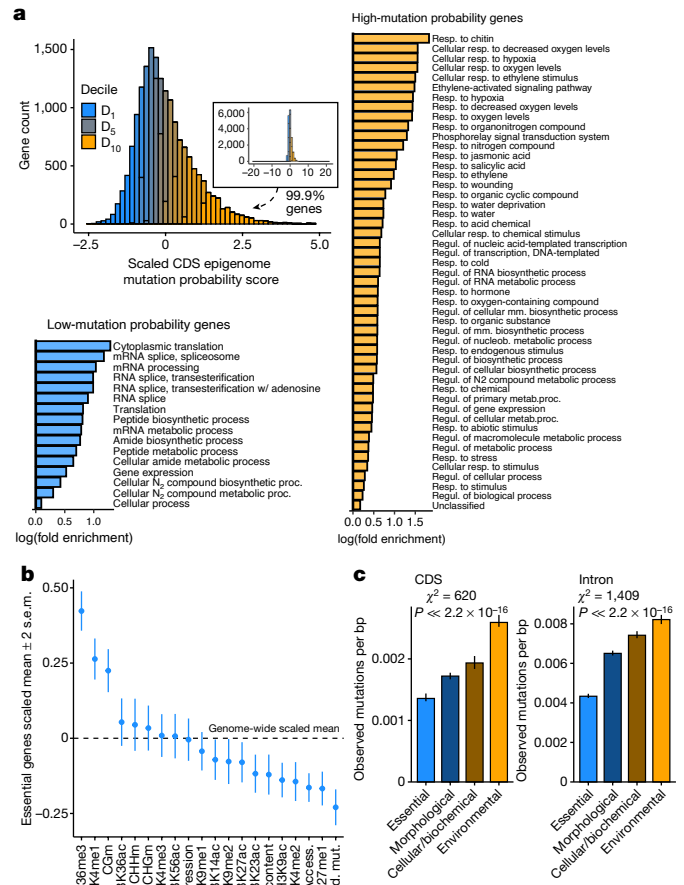 a
1,500
1,000
500
0
Gene count
Decile
D1
D5
D10
6,000
4,000
2,000
0
−20 −10 0 10 20
99.9%
genes
−2.5 0 2.5 5.0
Scaled CDS epigenome
mutation probability score
Low-mutation probability genes
Cytoplasmic translation
mRNA splice, spliceosome
mRNA processing
RNA splice, transesterification
RNA splice, transesterification w/ adenosine
RNA splice
Translation
Peptide biosynthetic process
mRNA metabolic process
Amide biosynthetic process
Peptide metabolic process
Cellular amide metabolic process
Gene expression
Cellular N2 compound biosynthetic proc.
Cellular N2 compound metabolic proc.
Cellular process
0.0 0.5 1.0
log(fold enrichment)
High-mutation probability genes
Resp. to chitin
Cellular resp. to decreased oxygen levels
Cellular resp. to hypoxia
Cellular resp. to oxygen levels
Cellular resp. to ethylene stimulus
Ethylene-activated signaling pathway
Resp. to hypoxia
Resp. to decreased oxygen levels
Resp. to oxygen levels
Resp. to organonitrogen compound
Phosphorelay signal transduction system
Resp. to nitrogen compound
Resp. to jasmonic acid
Resp. to salicylic acid
Resp. to ethylene
Resp. to wounding
Resp. to organic cyclic compound
Resp. to water deprivation
Resp. to water
Resp. to acid chemical
Cellular resp. to chemical stimulus
Regul. of nucleic acid-templated transcription
Regul. of transcription, DNA-templated
Resp. to cold
Regul. of RNA biosynthetic process
Regul. of RNA metabolic process
Resp. to hormone
Resp. to oxygen-containing compound
Regul. of cellular mm. biosynthetic process
Resp. to organic substance
Regul. of mm. biosynthetic process
Regul. of nucleob. metabolic process
Resp. to endogenous stimulus
Regul. of biosynthetic process
Regul. of cellular biosynthetic process
Regul. of N2 compound metabolic process
Resp. to chemical
Regul. of primary metab.proc.
Regul. of gene expression
Regul. of cellular metab.proc.
Resp. to abiotic stimulus
Regul. of macromolecule metabolic process
Regul. of metabolic process
Resp. to stress
Cellular resp. to stimulus
Regul. of cellular process
Resp. to stimulus
Regul. of biological process
Unclassified
0.0 0.5 1.0 1.5
log(fold enrichment)
b
Essential genes scaled mean ± 2 s.e.m.
0.50
0.25
0
−0.25
Genome-wide scaled mean
36me3
K4me1
CGm
3K36ac
CHHm
CHGm
K4me3
3K56ac
ression
K9me1
3K14ac
K9me2
3K27ac
3K23ac
content
H3K9ac
K4me2
Access.
27me1
d. mut.
c
CDS
χ² = 620
P ≪ 2.2 × 10⁻¹⁶
Observed mutations per bp
0.002
0.001
0
Essential
Morphological
Cellular/biochemical
Environmental
Intron
χ² = 1,409
P ≪ 2.2 × 10⁻¹⁶
Observed mutations per bp
0.008
0.006
0.004
0.002
0
Essential
Morphological
Cellular/biochemical
Environmental